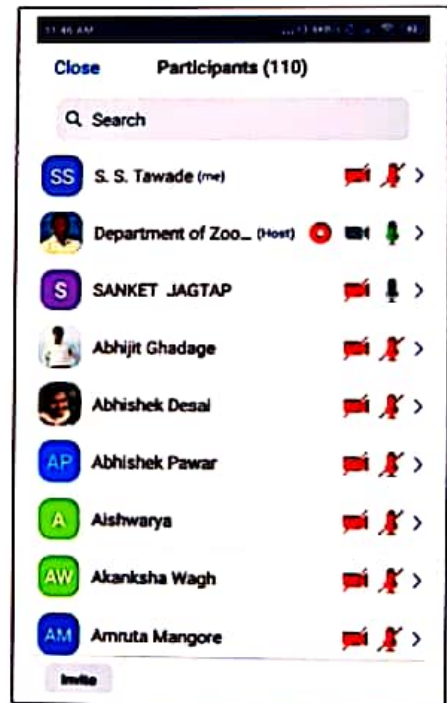 11:46 AM
Close Participants (110)
Search
SS S. S. Tawade (me)
Department of Zoo... (Host)
S SANKET JAGTAP
Abhijit Ghadage
Abhishek Desai
AP Abhishek Pawar
A Aishwarya
AW Akanksha Wagh
AM Amruta Mangore
Invite